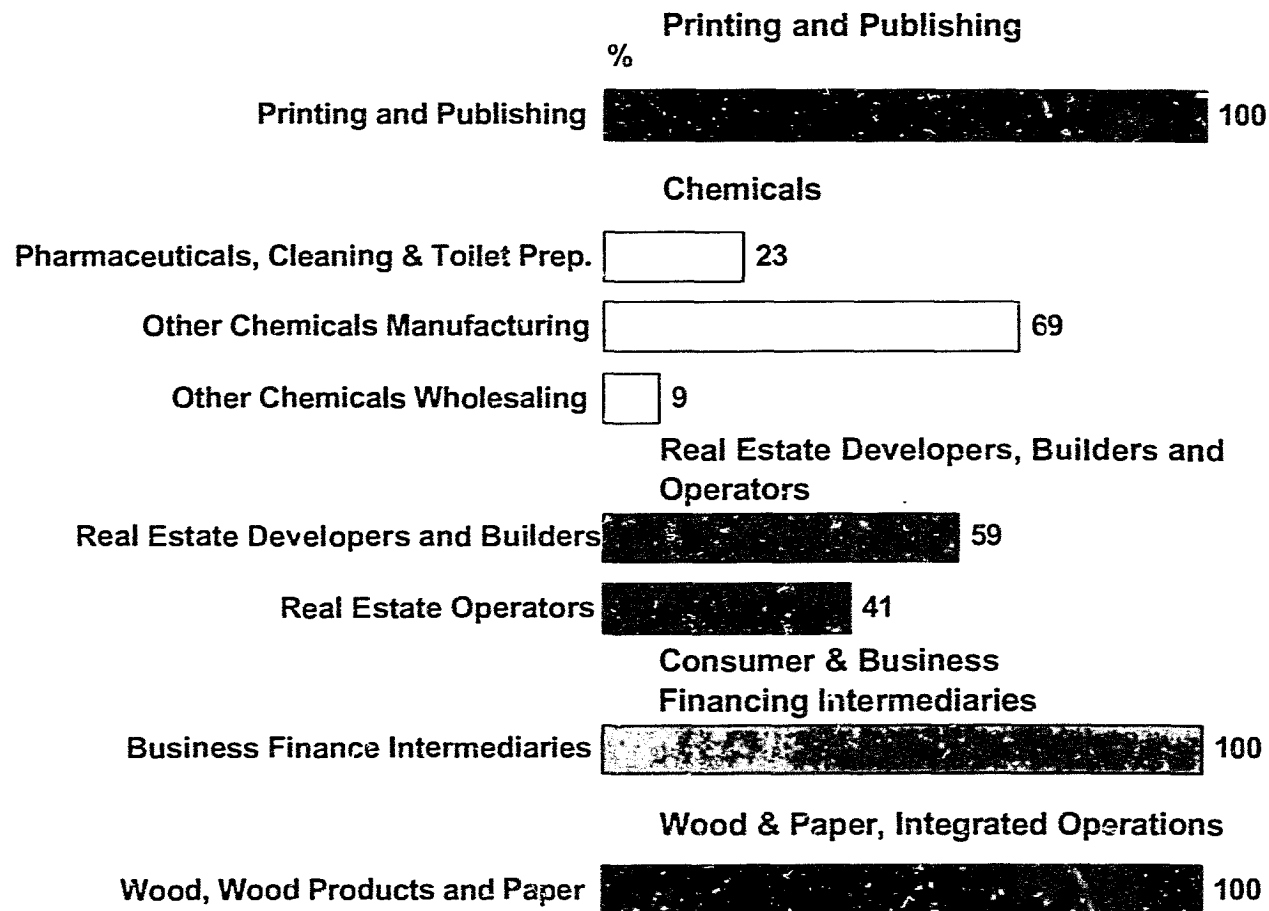 Printing and Publishing
%
Printing and Publishing 100
Chemicals
Pharmaceuticals, Cleaning & Toilet Prep. 23
Other Chemicals Manufacturing 69
Other Chemicals Wholesaling 9
Real Estate Developers, Builders and
Operators
Real Estate Developers and Builders 59
Real Estate Operators 41
Consumer & Business
Financing Intermediaries
Business Finance Intermediaries 100
Wood & Paper, Integrated Operations
Wood, Wood Products and Paper 100